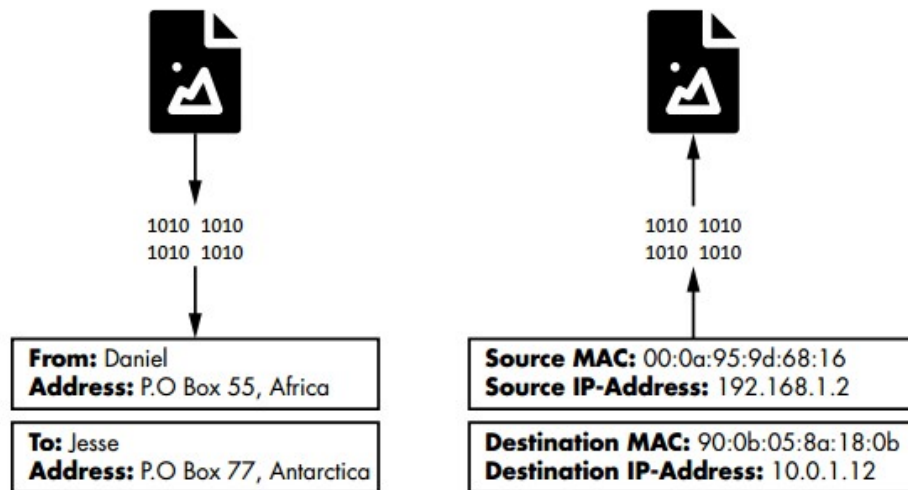 1010 1010
1010 1010
From: Daniel
Address: P.O Box 55, Africa
To: Jesse
Address: P.O Box 77, Antarctica
1010 1010
1010 1010
Source MAC: 00:0a:95:9d:68:16
Source IP-Address: 192.168.1.2
Destination MAC: 90:0b:05:8a:18:0b
Destination IP-Address: 10.0.1.12